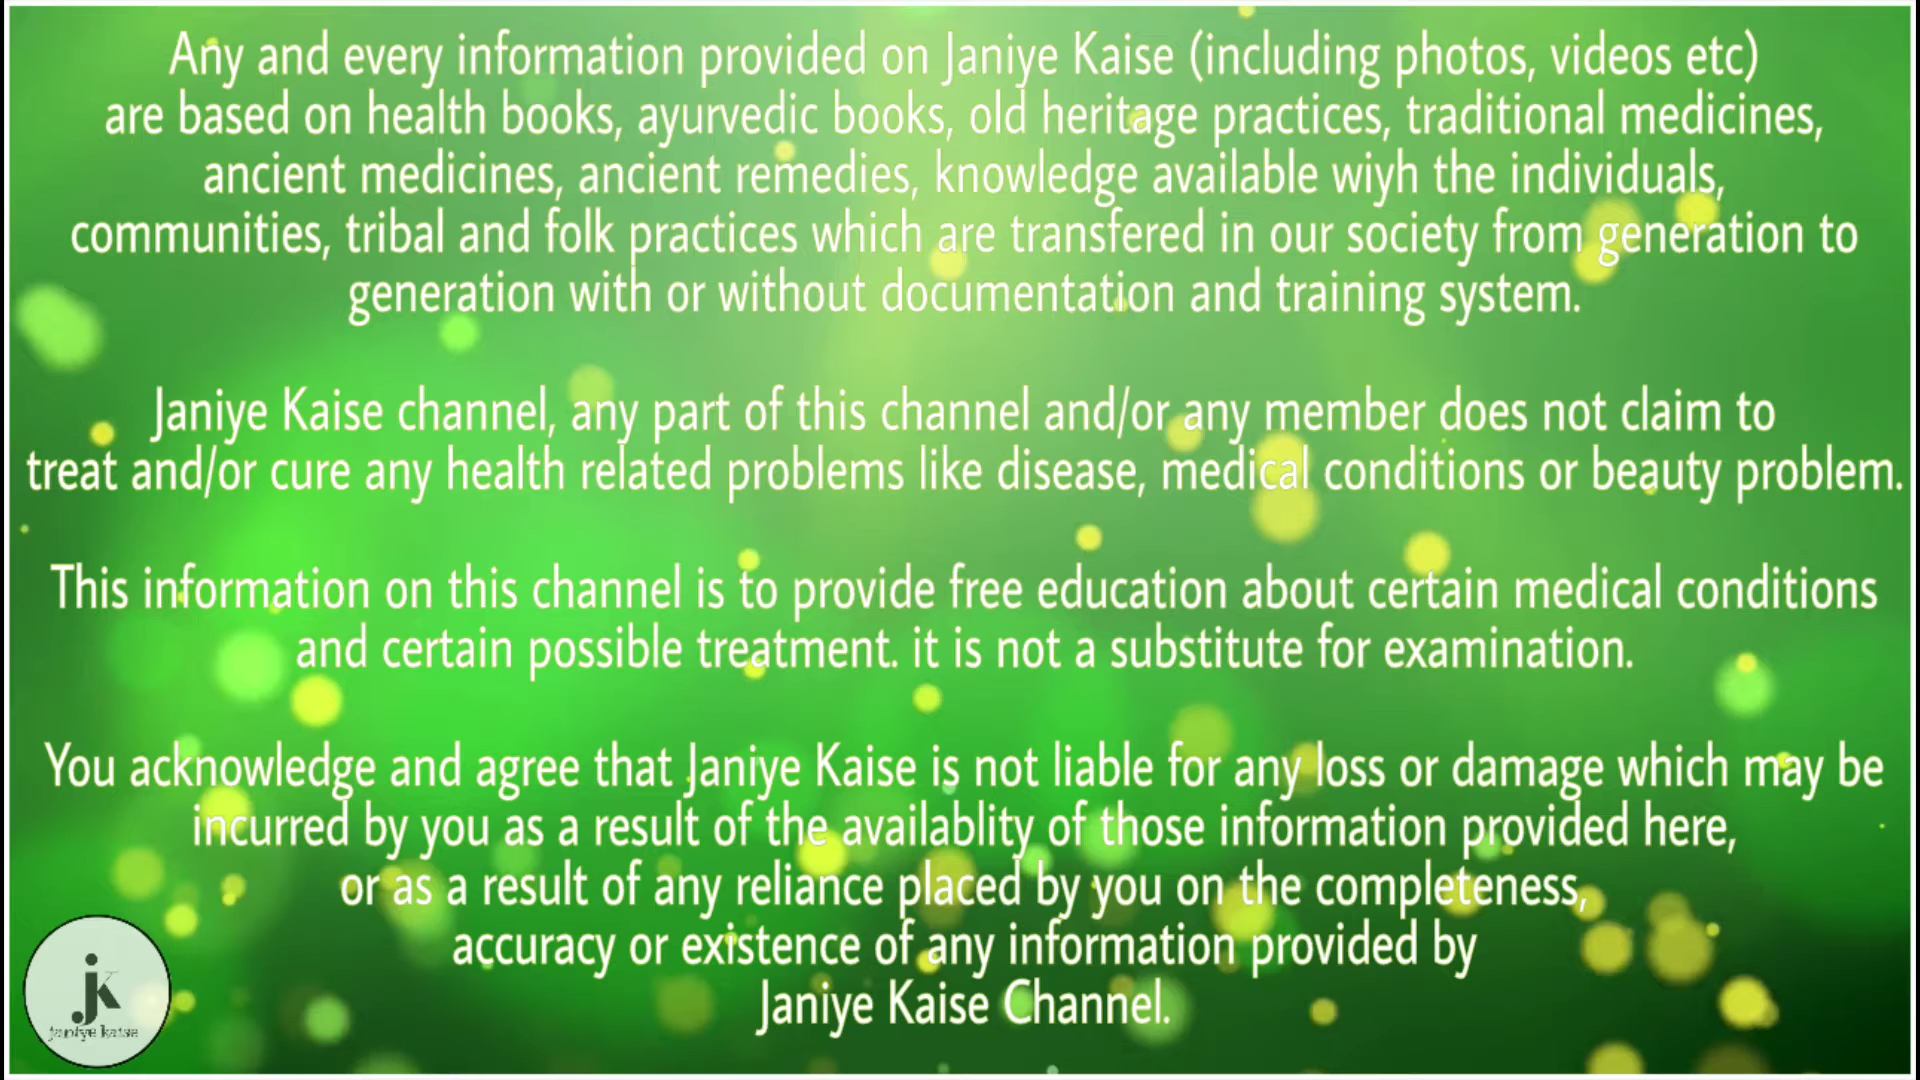 Any and every information provided on Janiye Kaise (including photos, videos etc)
are based on health books, ayurvedic books, old heritage practices, traditional medicines,
ancient medicines, ancient remedies, knowledge available wiyh the individuals,
communities, tribal and folk practices which are transfered in our society from generation to
generation with or without documentation and training system.
Janiye Kaise channel, any part of this channel and/or any member does not claim to
treat and/or cure any health related problems like disease, medical conditions or beauty problem.
This information on this channel is to provide free education about certain medical conditions
and certain possible treatment. it is not a substitute for examination.
You acknowledge and agree that Janiye Kaise is not liable for any loss or damage which may be
incurred by you as a result of the availablity of those information provided here,
or as a result of any reliance placed by you on the completeness,
accuracy or existence of any information provided by
Janiye Kaise Channel.
jk
janiye kaise